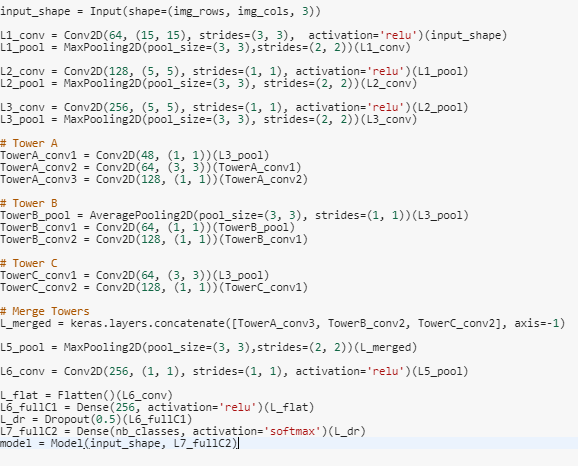 input_shape = Input(shape=(img_rows, img_cols, 3))
L1_conv = Conv2D(64, (15, 15), strides=(3, 3),  activation='relu')(input_shape)
L1_pool = MaxPooling2D(pool_size=(3, 3),strides=(2, 2))(L1_conv)
L2_conv = Conv2D(128, (5, 5), strides=(1, 1), activation='relu')(L1_pool)
L2_pool = MaxPooling2D(pool_size=(3, 3), strides=(2, 2))(L2_conv)
L3_conv = Conv2D(256, (5, 5), strides=(1, 1), activation='relu')(L2_pool)
L3_pool = MaxPooling2D(pool_size=(3, 3), strides=(2, 2))(L3_conv)
# Tower A
TowerA_conv1 = Conv2D(48, (1, 1))(L3_pool)
TowerA_conv2 = Conv2D(64, (3, 3))(TowerA_conv1)
TowerA_conv3 = Conv2D(128, (1, 1))(TowerA_conv2)
# Tower B
TowerB_pool = AveragePooling2D(pool_size=(3, 3), strides=(1, 1))(L3_pool)
TowerB_conv1 = Conv2D(64, (1, 1))(TowerB_pool)
TowerB_conv2 = Conv2D(128, (1, 1))(TowerB_conv1)
# Tower C
TowerC_conv1 = Conv2D(64, (3, 3))(L3_pool)
TowerC_conv2 = Conv2D(128, (1, 1))(TowerC_conv1)
# Merge Towers
L_merged = keras.layers.concatenate([TowerA_conv3, TowerB_conv2, TowerC_conv2], axis=-1)
L5_pool = MaxPooling2D(pool_size=(3, 3),strides=(2, 2))(L_merged)
L6_conv = Conv2D(256, (1, 1), strides=(1, 1), activation='relu')(L5_pool)
L_flat = Flatten()(L6_conv)
L6_fullC1 = Dense(256, activation='relu')(L_flat)
L_dr = Dropout(0.5)(L6_fullC1)
L7_fullC2 = Dense(nb_classes, activation='softmax')(L_dr)
model = Model(input_shape, L7_fullC2)